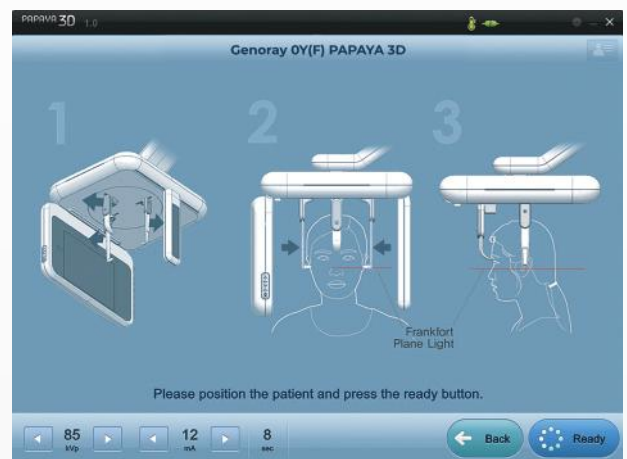 PAPAYA 3D 1.0
Genoray 0Y(F) PAPAYA 3D
1
2
3
Frankfort
Plane Light
Please position the patient and press the ready button.
85
kVp
12
mA
8
sec
Back
Ready